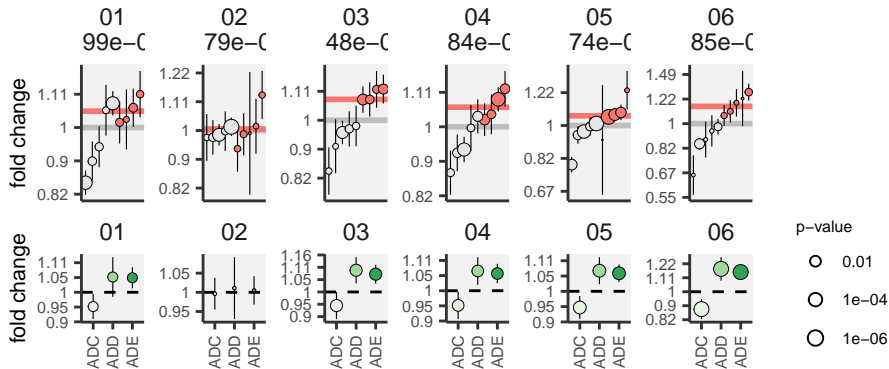 01 02 03 04 05 06
99e−0 79e−0 48e−0 84e−0 74e−0 85e−0
fold change
1.11 1 0.9 0.82
1.22 1.11 1 0.9 0.82
1.11 1 0.9 0.82
1.11 1 0.9 0.82
1.22 1 0.82 0.67
1.49 1.22 1 0.82 0.67 0.55
01 02 03 04 05 06
fold change
1.11 1.05 1 0.95 0.9
1.05 1 0.95
1.16 1.11 1.05 1 0.95 0.9
1.11 1.05 1 0.95 0.9
1.11 1.05 1 0.95 0.9
1.22 1.11 1 0.9 0.82
ADC ADD ADE
ADC ADD ADE
ADC ADD ADE
ADC ADD ADE
ADC ADD ADE
ADC ADD ADE
p−value
0.01
1e−04
1e−06